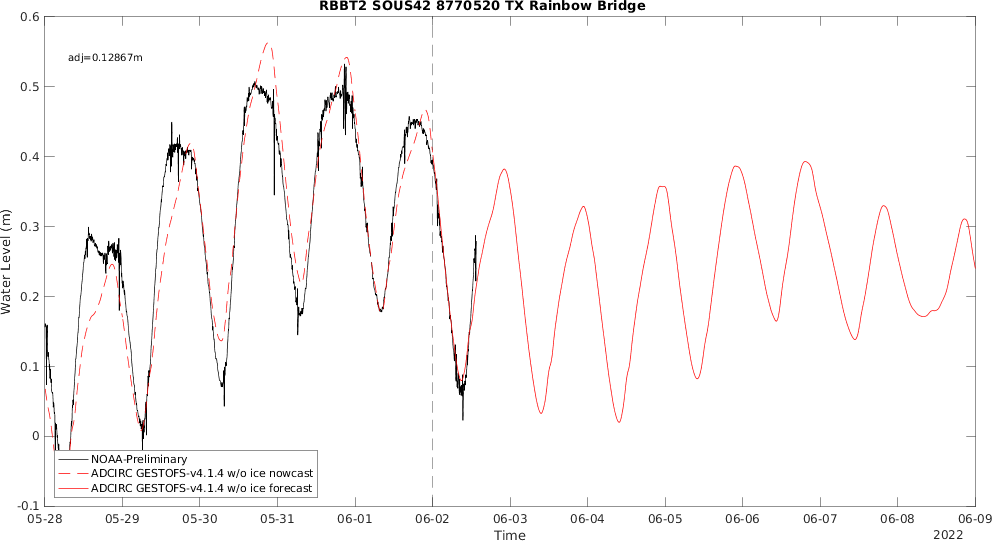 RBBT2 SOUS42 8770520 TX Rainbow Bridge
adj=0.12867m
Water Level (m)
0.6
0.5
0.4
0.3
0.2
0.1
0
-0.1
NOAA-Preliminary
ADCIRC GESTOFS-v4.1.4 w/o ice nowcast
ADCIRC GESTOFS-v4.1.4 w/o ice forecast
05-28 05-29 05-30 05-31 06-01 06-02 06-03 06-04 06-05 06-06 06-07 06-08 06-09
Time
2022